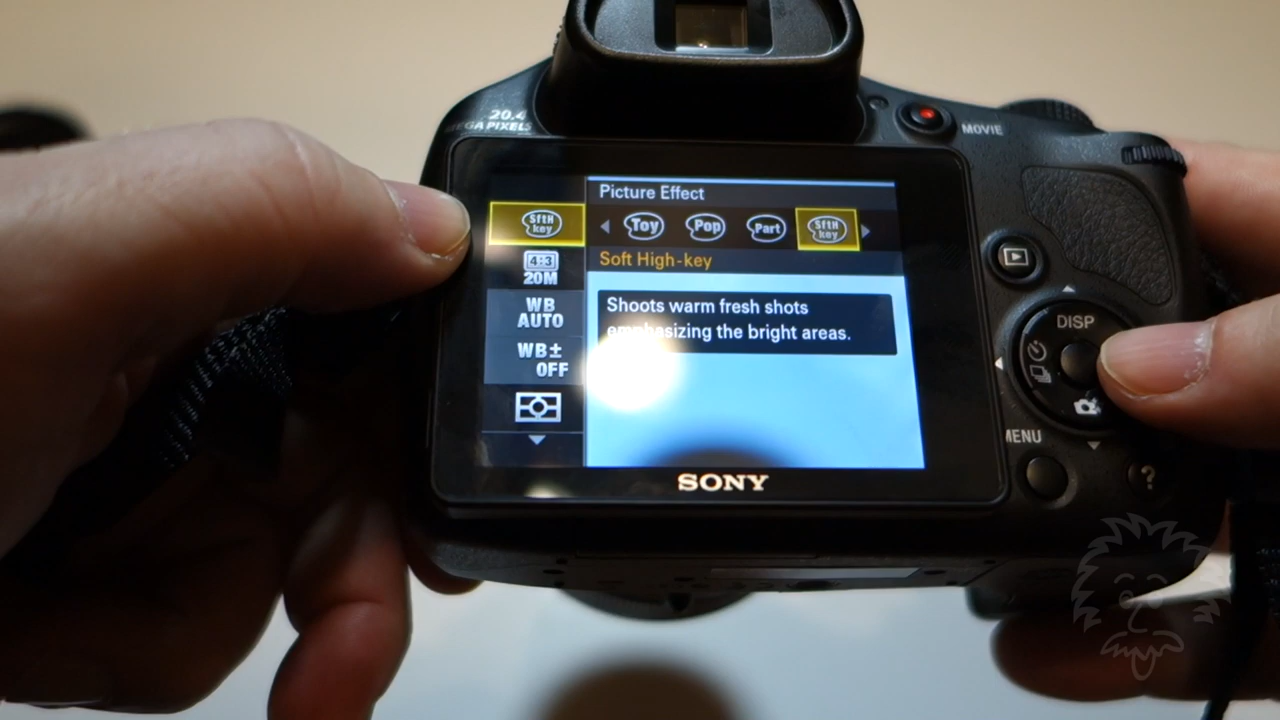 20.4
MEGA PIXELS
MOVIE
Picture Effect
SftH
key
Toy
Pop
Part
SftH
key
Soft High-key
4:3
20M
WB
AUTO
WB±
OFF
Shoots warm fresh shots
emphasizing the bright areas.
DISP
MENU
?
SONY